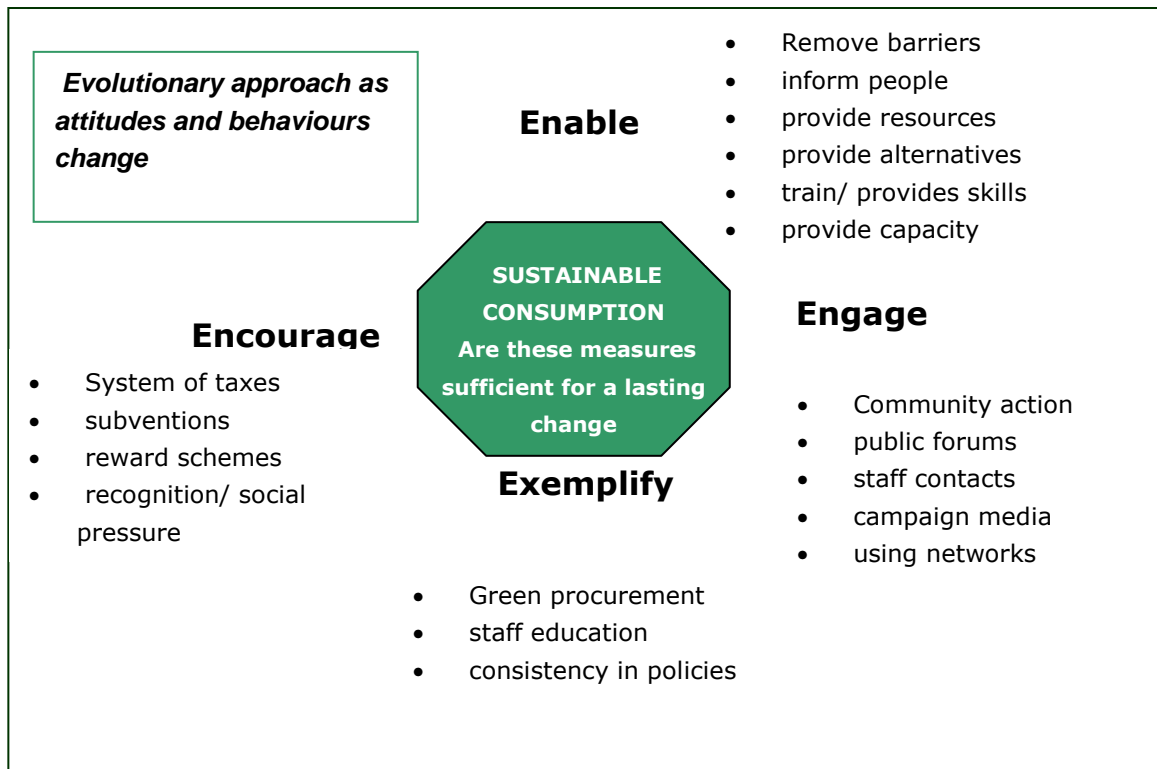 Evolutionary approach as
attitudes and behaviours
change
Enable
• Remove barriers
• inform people
• provide resources
• provide alternatives
• train/ provides skills
• provide capacity
SUSTAINABLE
CONSUMPTION
Are these measures
sufficient for a lasting
change
Encourage
• System of taxes
• subventions
• reward schemes
• recognition/ social
pressure
Engage
• Community action
• public forums
• staff contacts
• campaign media
• using networks
Exemplify
• Green procurement
• staff education
• consistency in policies